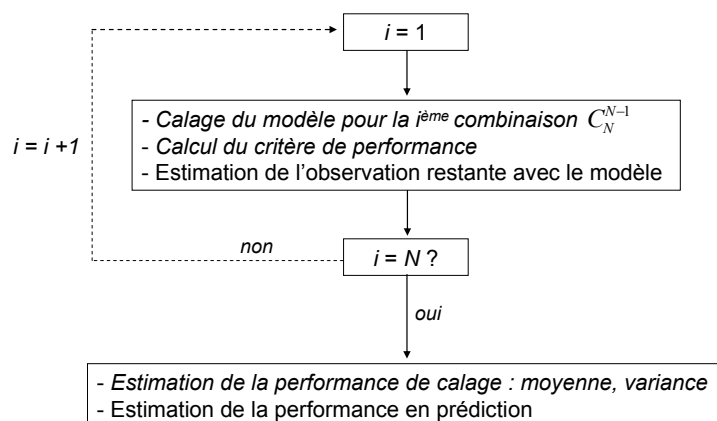 i = 1
- Calage du modèle pour la ième combinaison $C_N^{N-1}$
- Calcul du critère de performance
- Estimation de l'observation restante avec le modèle
i = i +1
non
i = N ?
oui
- Estimation de la performance de calage : moyenne, variance
- Estimation de la performance en prédiction